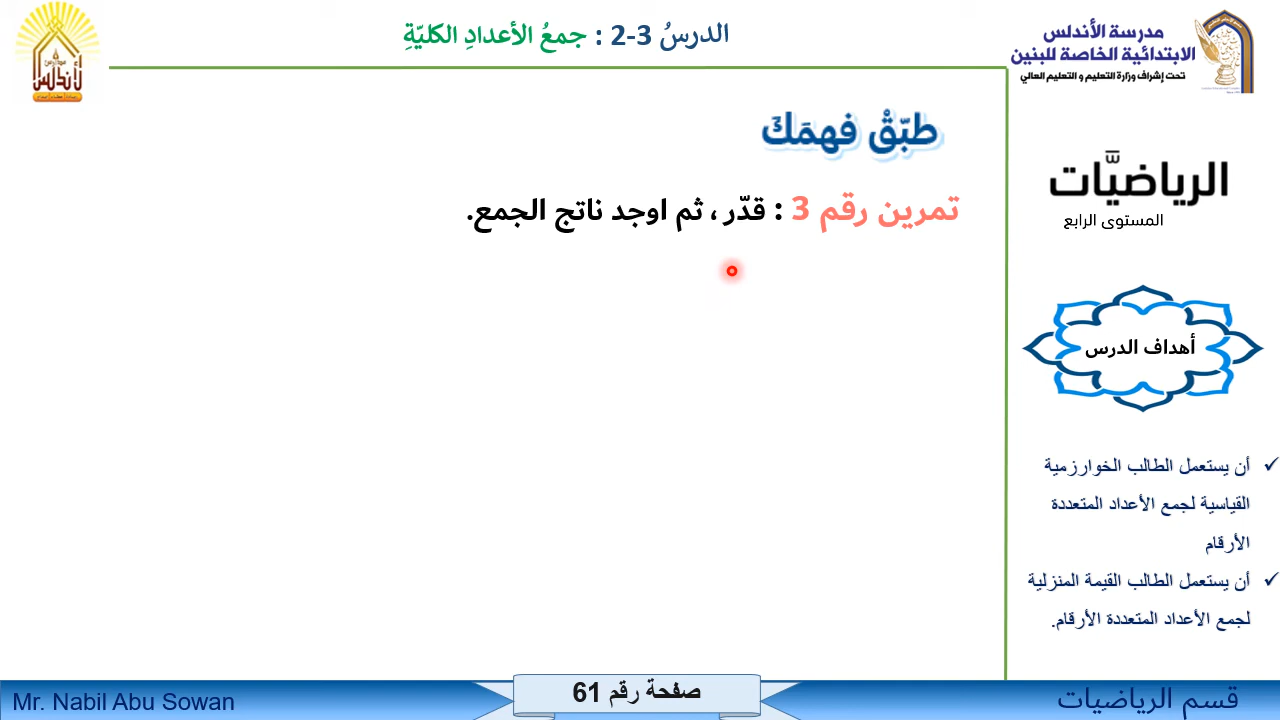 الدرسُ 3-2 : جمعُ الأعدادِ الكليّةِ
مدرسة الأندلس
الابتدائية الخاصة للبنين
تحت إشراف وزارة التعليم و التعليم العالي
طبّقْ فهمَكَ
تمرين رقم 3 : قدّر ، ثم اوجد ناتج الجمع.
الرياضيَّات
المستوى الرابع
أهداف الدرس
أن يستعمل الطالب الخوارزمية
القياسية لجمع الأعداد المتعددة
الأرقام
أن يستعمل الطالب القيمة المنزلية
لجمع الأعداد المتعددة الأرقام.
قسم الرياضيات
صفحة رقم 61
Mr. Nabil Abu Sowan